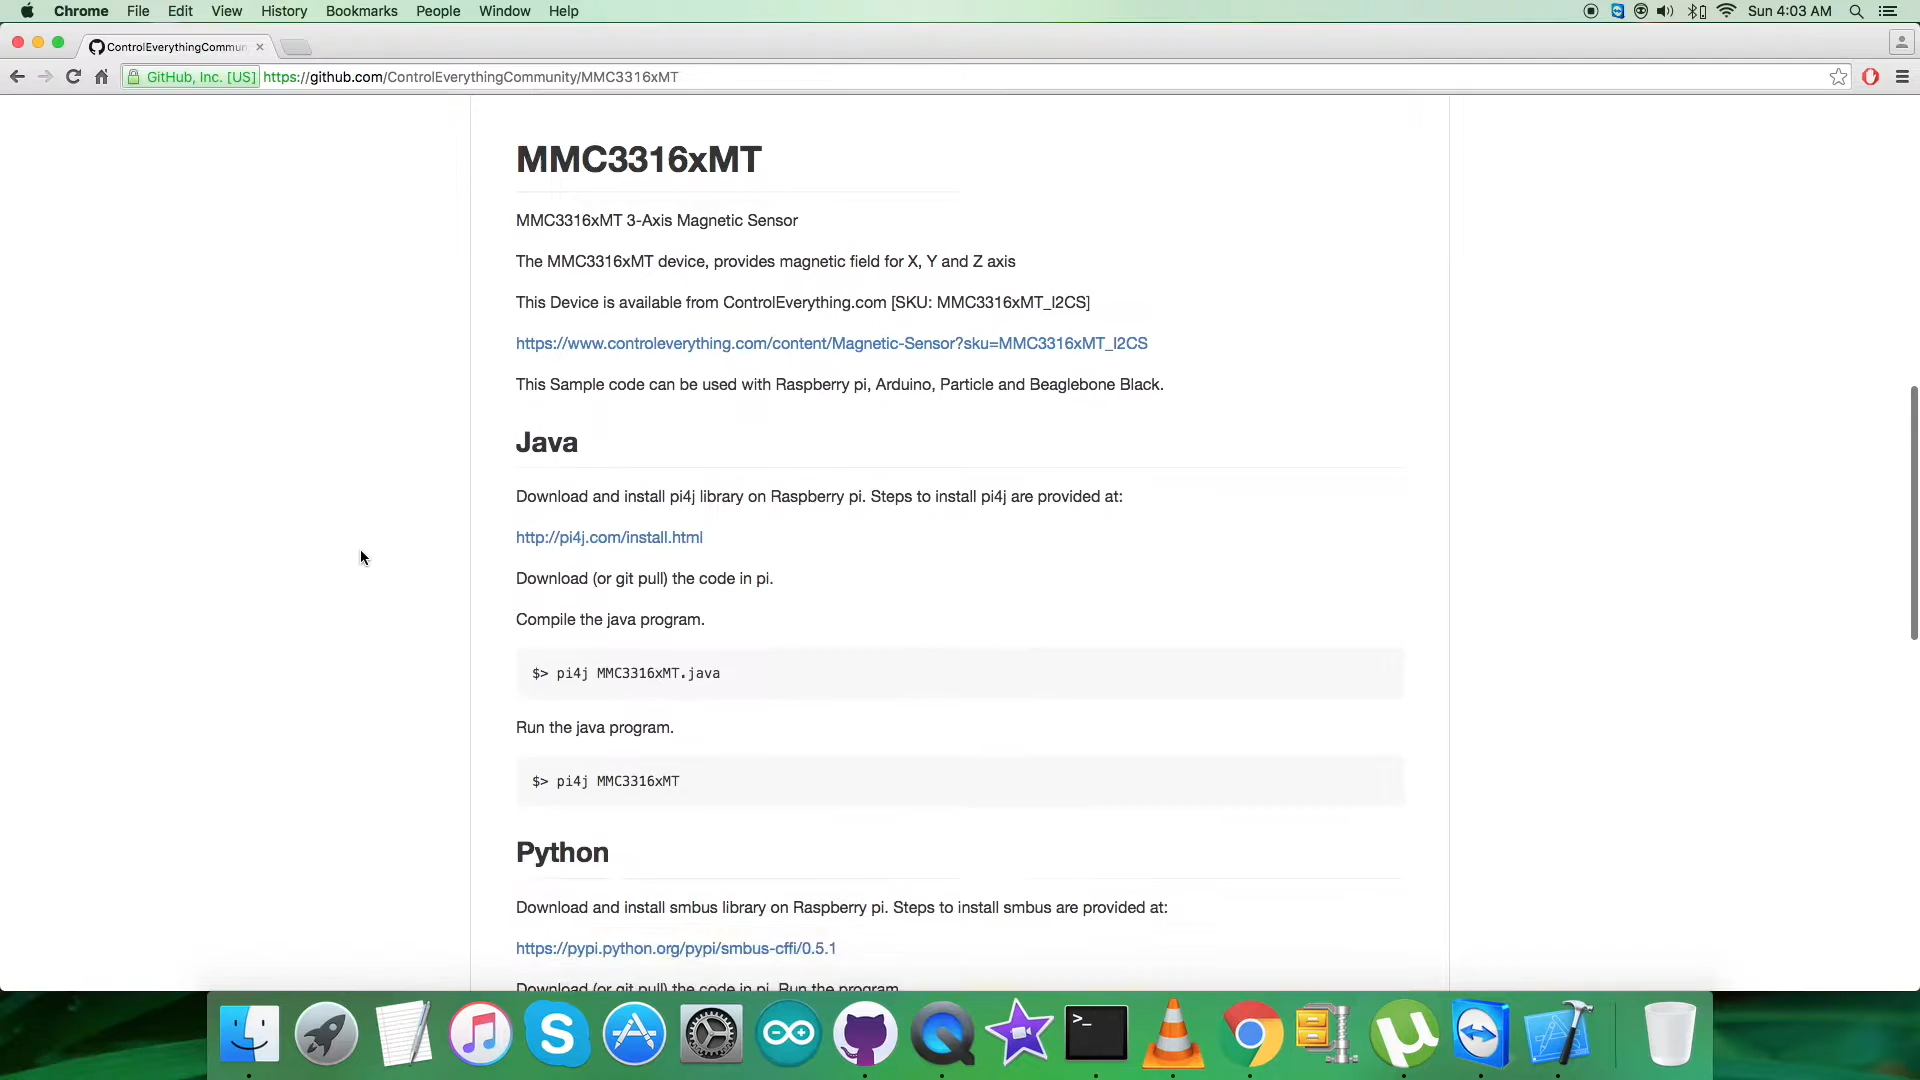 Chrome File Edit View History Bookmarks People Window Help Sun 4:03 AM
ControlEverythingCommun
GitHub, Inc. [US] https://github.com/ControlEverythingCommunity/MMC3316xMT
MMC3316xMT
MMC3316xMT 3-Axis Magnetic Sensor
The MMC3316xMT device, provides magnetic field for X, Y and Z axis
This Device is available from ControlEverything.com [SKU: MMC3316xMT_I2CS]
https://www.controleverything.com/content/Magnetic-Sensor?sku=MMC3316xMT_I2CS
This Sample code can be used with Raspberry pi, Arduino, Particle and Beaglebone Black.
Java
Download and install pi4j library on Raspberry pi. Steps to install pi4j are provided at:
http://pi4j.com/install.html
Download (or git pull) the code in pi.
Compile the java program.
$> pi4j MMC3316xMT.java
Run the java program.
$> pi4j MMC3316xMT
Python
Download and install smbus library on Raspberry pi. Steps to install smbus are provided at:
https://pypi.python.org/pypi/smbus-cffi/0.5.1
Download (or git pull) the code in pi. Run the program.